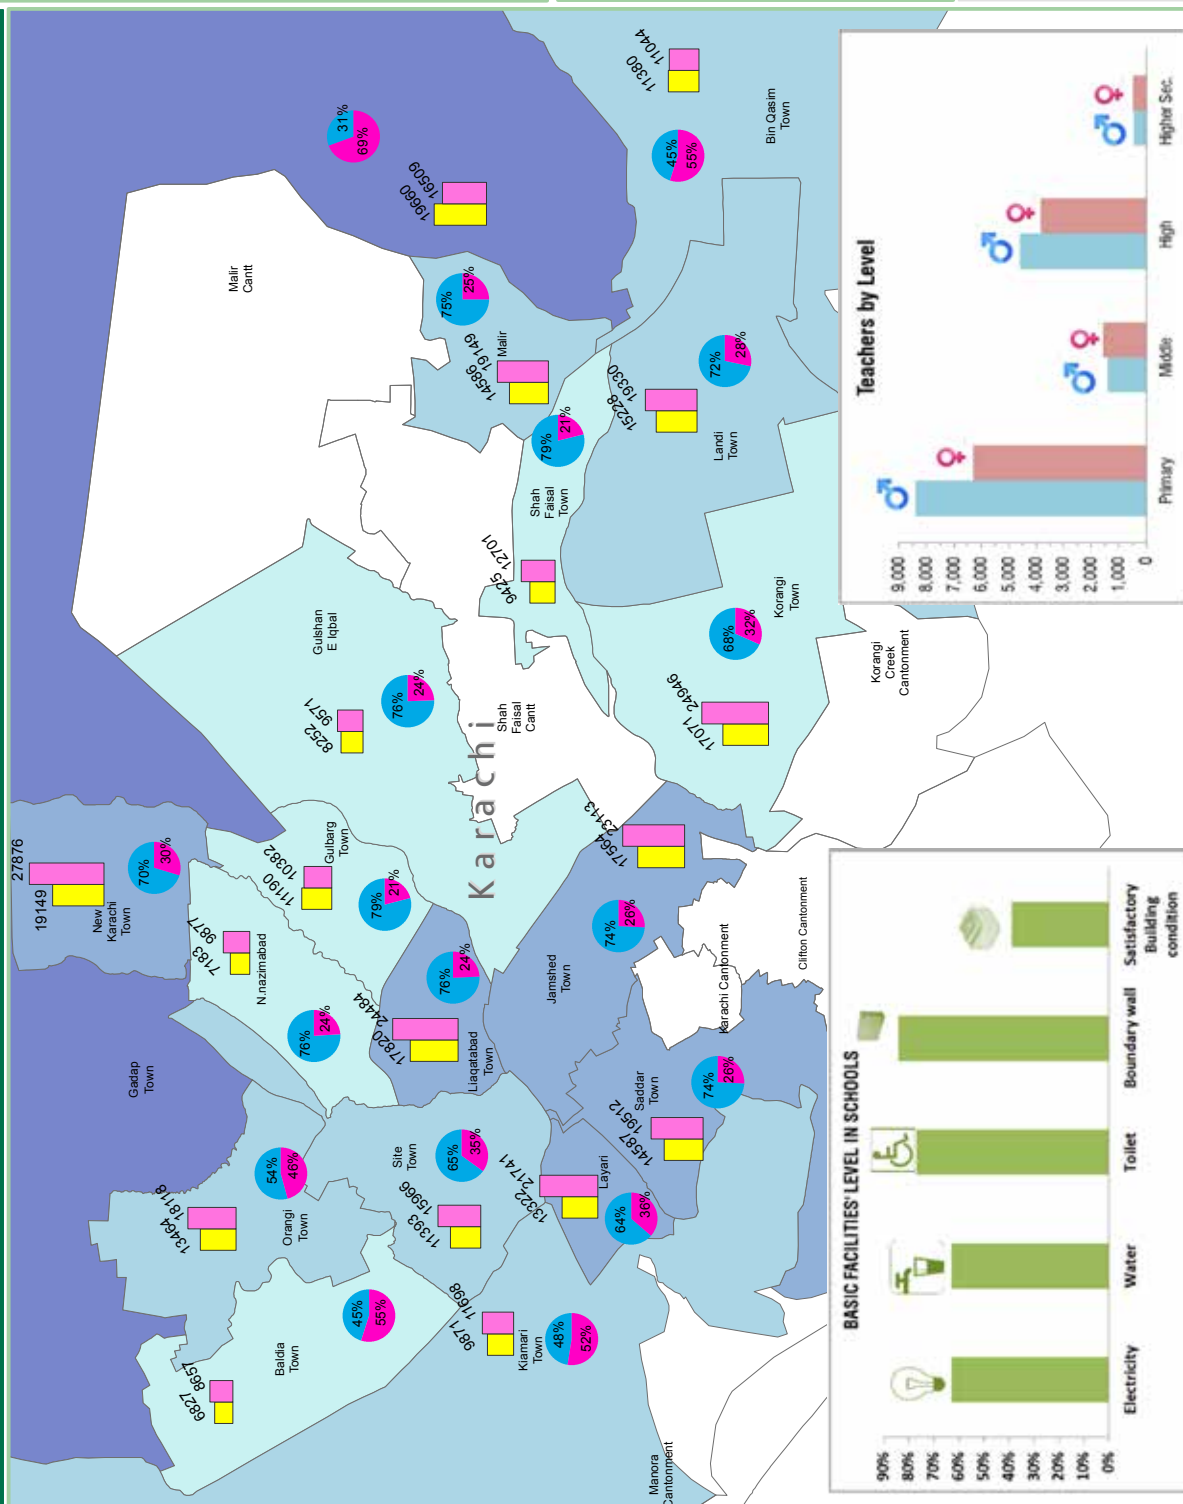 27876
19149
New
Karachi
Town
70%
30%
31%
69%
19660
16509
11380
11044
45%
55%
Bin Qasim
Town
Malir
Cantt
75%
25%
14586
19149
Malir
79%
21%
Shah
Faisal
Town
9425
12701
15228
19330
Landi
Town
72%
28%
Gulshan
E Iqbal
8252
9571
76%
24%
Karachi
Shah
Faisal
Cantt
68%
32%
Korangi
Town
17071
24946
Korangi
Creek
Cantonment
Gulbarg
Town
11190
10382
79%
21%
7183
9877
N.nazimabad
76%
24%
76%
24%
17820
24484
Liaqatabad
Town
17564
23113
74%
26%
Jamshed
Town
Karachi Cantonment
Clifton Cantonment
Gadap
Town
54%
46%
13464
18118
Orangi
Town
Site
Town
65%
35%
11393
15966
13322
21741
Layari
64%
36%
Saddar
Town
14587
19512
74%
26%
45%
55%
Baldia
Town
6827
8657
9871
11698
Kiamari
Town
48%
52%
Manora
Cantonment
Teachers by Level
9,000
8,000
7,000
6,000
5,000
4,000
3,000
2,000
1,000
0
Primary
Middle
High
Higher Sec.
BASIC FACILITIES' LEVEL IN SCHOOLS
90%
80%
70%
60%
50%
40%
30%
20%
10%
0%
Electricity
Water
Toilet
Boundary wall
Satisfactory
Building
condition